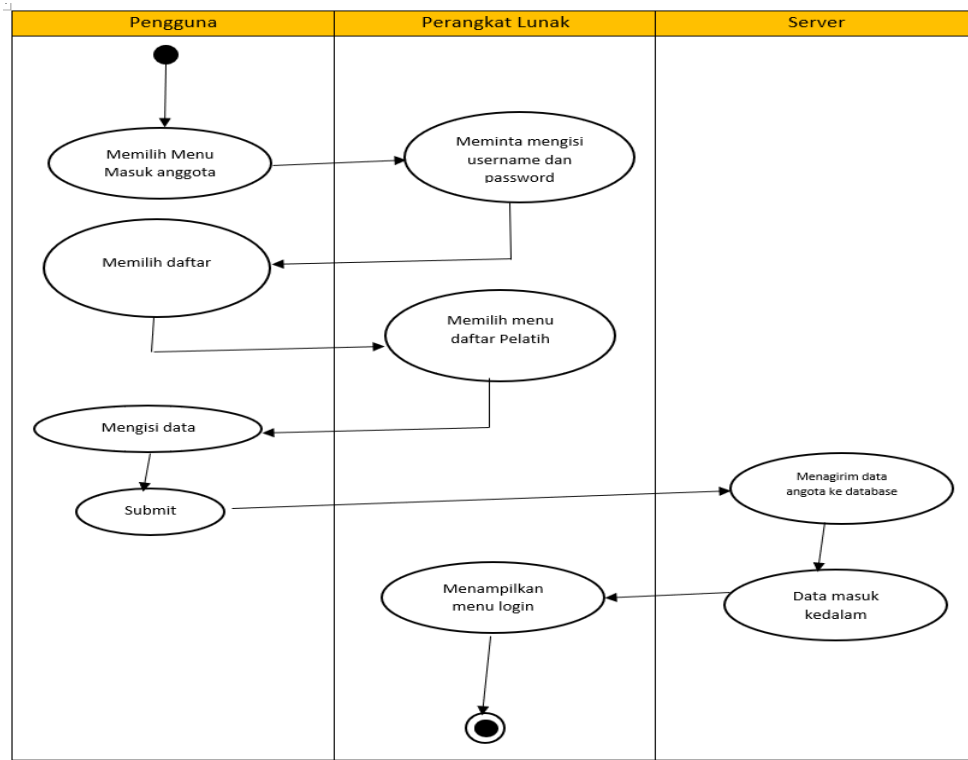 Pengguna
Perangkat Lunak
Server
Memilih Menu
Masuk anggota
Meminta mengisi
username dan
password
Memilih daftar
Memilih menu
daftar Pelatih
Mengisi data
Submit
Menagirim data
angota ke database
Menampilkan
menu login
Data masuk
kedalam